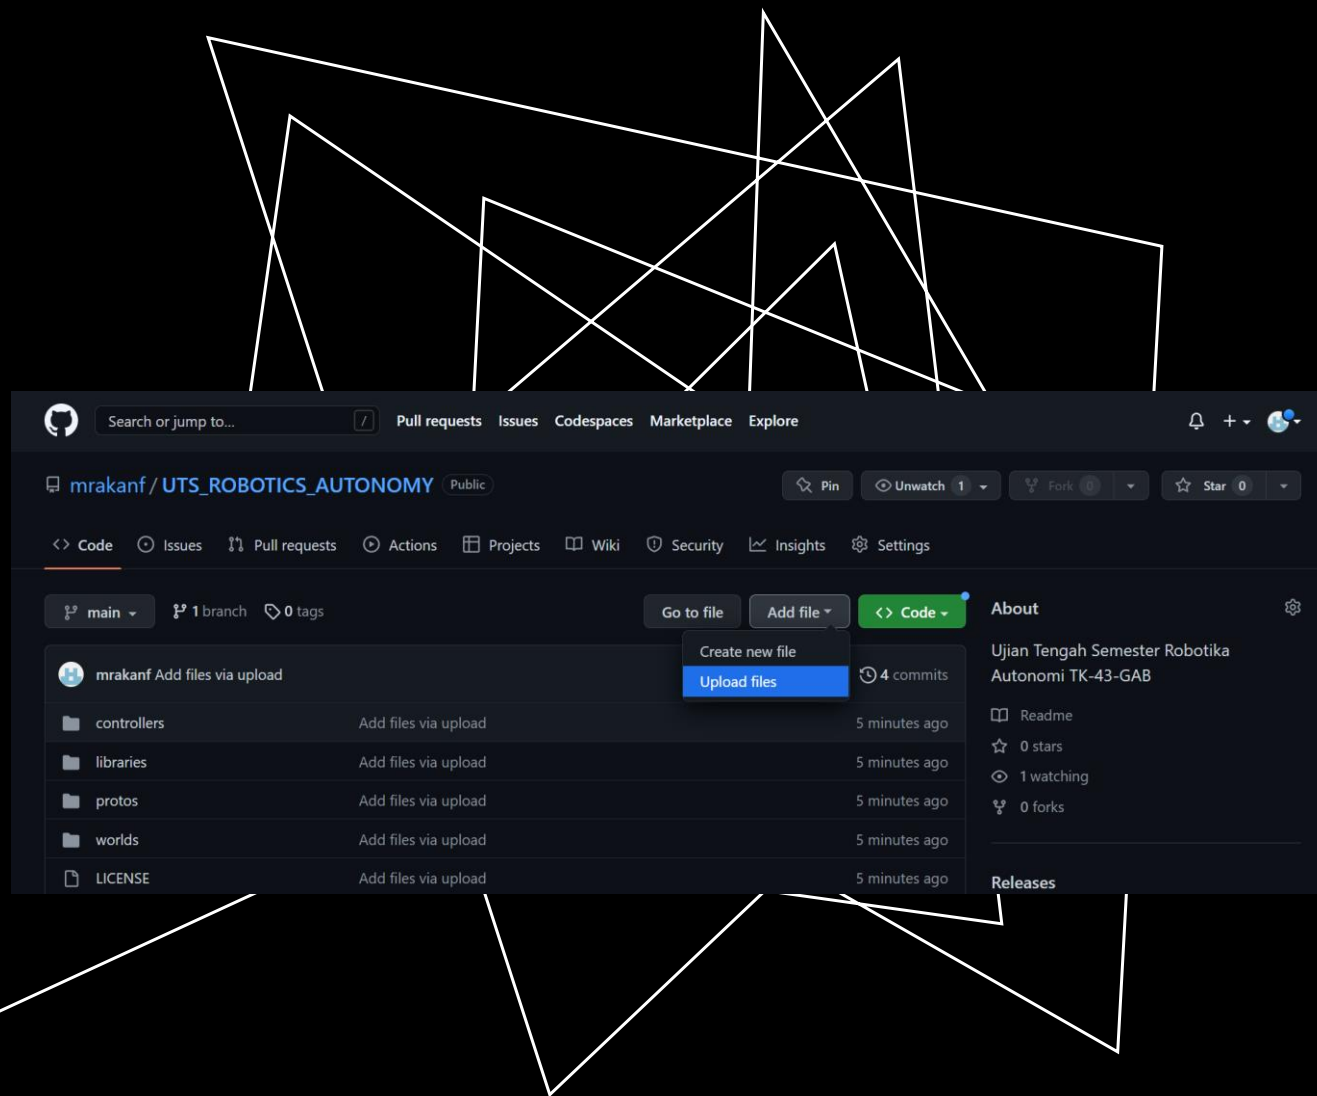 Search or jump to... / Pull requests Issues Codespaces Marketplace Explore
mrakanf / UTS_ROBOTICS_AUTONOMY Public Pin Unwatch 1 Fork 0 Star 0
Code Issues Pull requests Actions Projects Wiki Security Insights Settings
main 1 branch 0 tags Go to file Add file Code
Create new file
Upload files
mrakanf Add files via upload 4 commits
controllers Add files via upload 5 minutes ago
libraries Add files via upload 5 minutes ago
protos Add files via upload 5 minutes ago
worlds Add files via upload 5 minutes ago
LICENSE Add files via upload 5 minutes ago
About
Ujian Tengah Semester Robotika
Autonomi TK-43-GAB
Readme
0 stars
1 watching
0 forks
Releases